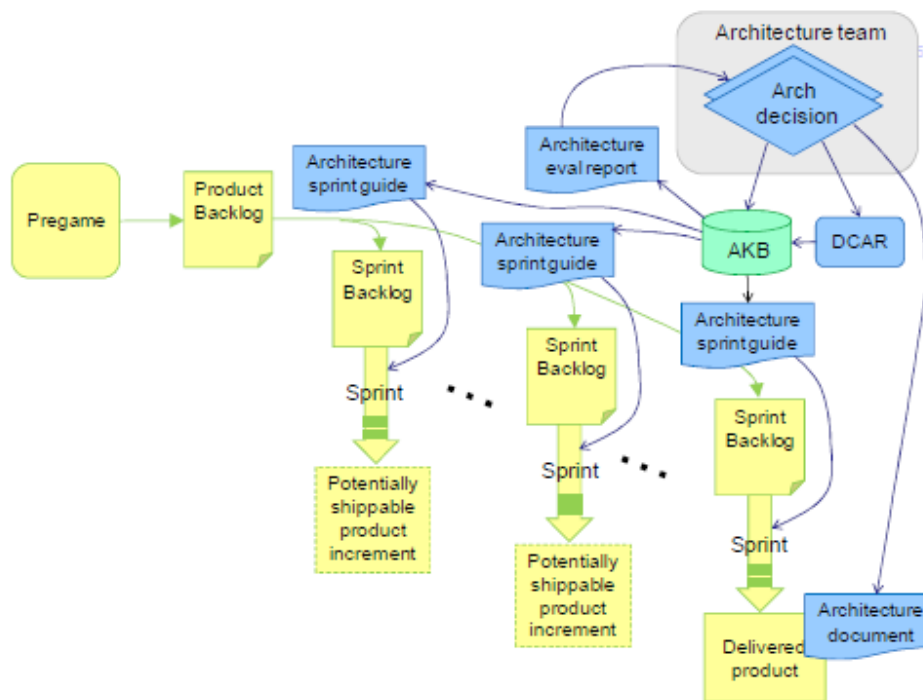 Architecture team
Arch
decision
Architecture
eval report
Architecture
sprint guide
Pregame
Product
Backlog
Architecture
sprint guide
AKB
DCAR
Sprint
Backlog
Architecture
sprint guide
Sprint
Backlog
Sprint
Sprint
Backlog
Sprint
Potentially
shippable
product
increment
Sprint
Potentially
shippable
product
increment
Architecture
document
Delivered
product